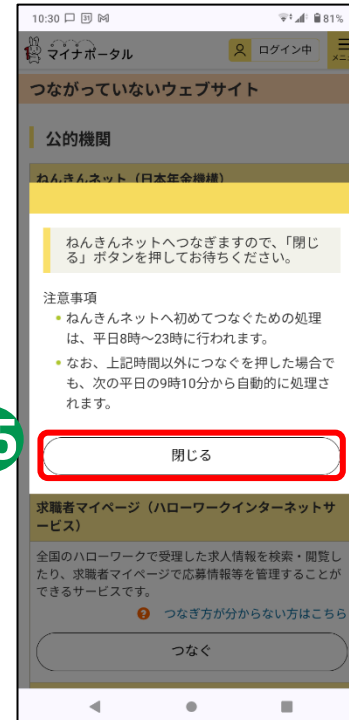 10:30 31 81%
マイナポータル ログイン中 メニ
つながっていないウェブサイト
公的機関
ねんきんネット（日本年金機構）
ねんきんネットへつなぎますので、「閉じ
る」ボタンを押してお待ちください。
注意事項
ねんきんネットへ初めてつなぐための処理
は、平日8時～23時に行われます。
なお、上記時間以外につなぐを押した場合で
も、次の平日の9時10分から自動的に処理さ
れます。
5
閉じる
求職者マイページ（ハローワークインターネットサ
ービス）
全国のハローワークで受理した求人情報を検索・閲覧し
たり、求職者マイページで応募情報等を管理することが
できるサービスです。
? つなぎ方が分からない方はこちら
つなぐ